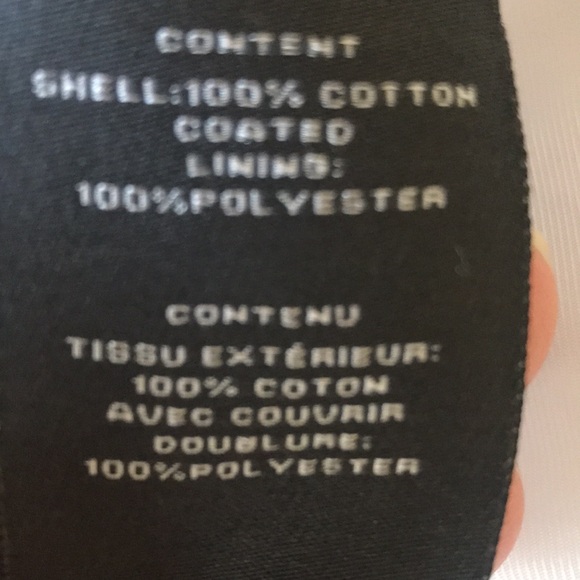 CONTENT
SHELL:100% COTTON
COATED
LINING:
100%POLYESTER
CONTENU
TISSU EXTÉRIEUR:
100% COTON
AVEC COUVRIR
DOUBLURE:
100%POLYESTER